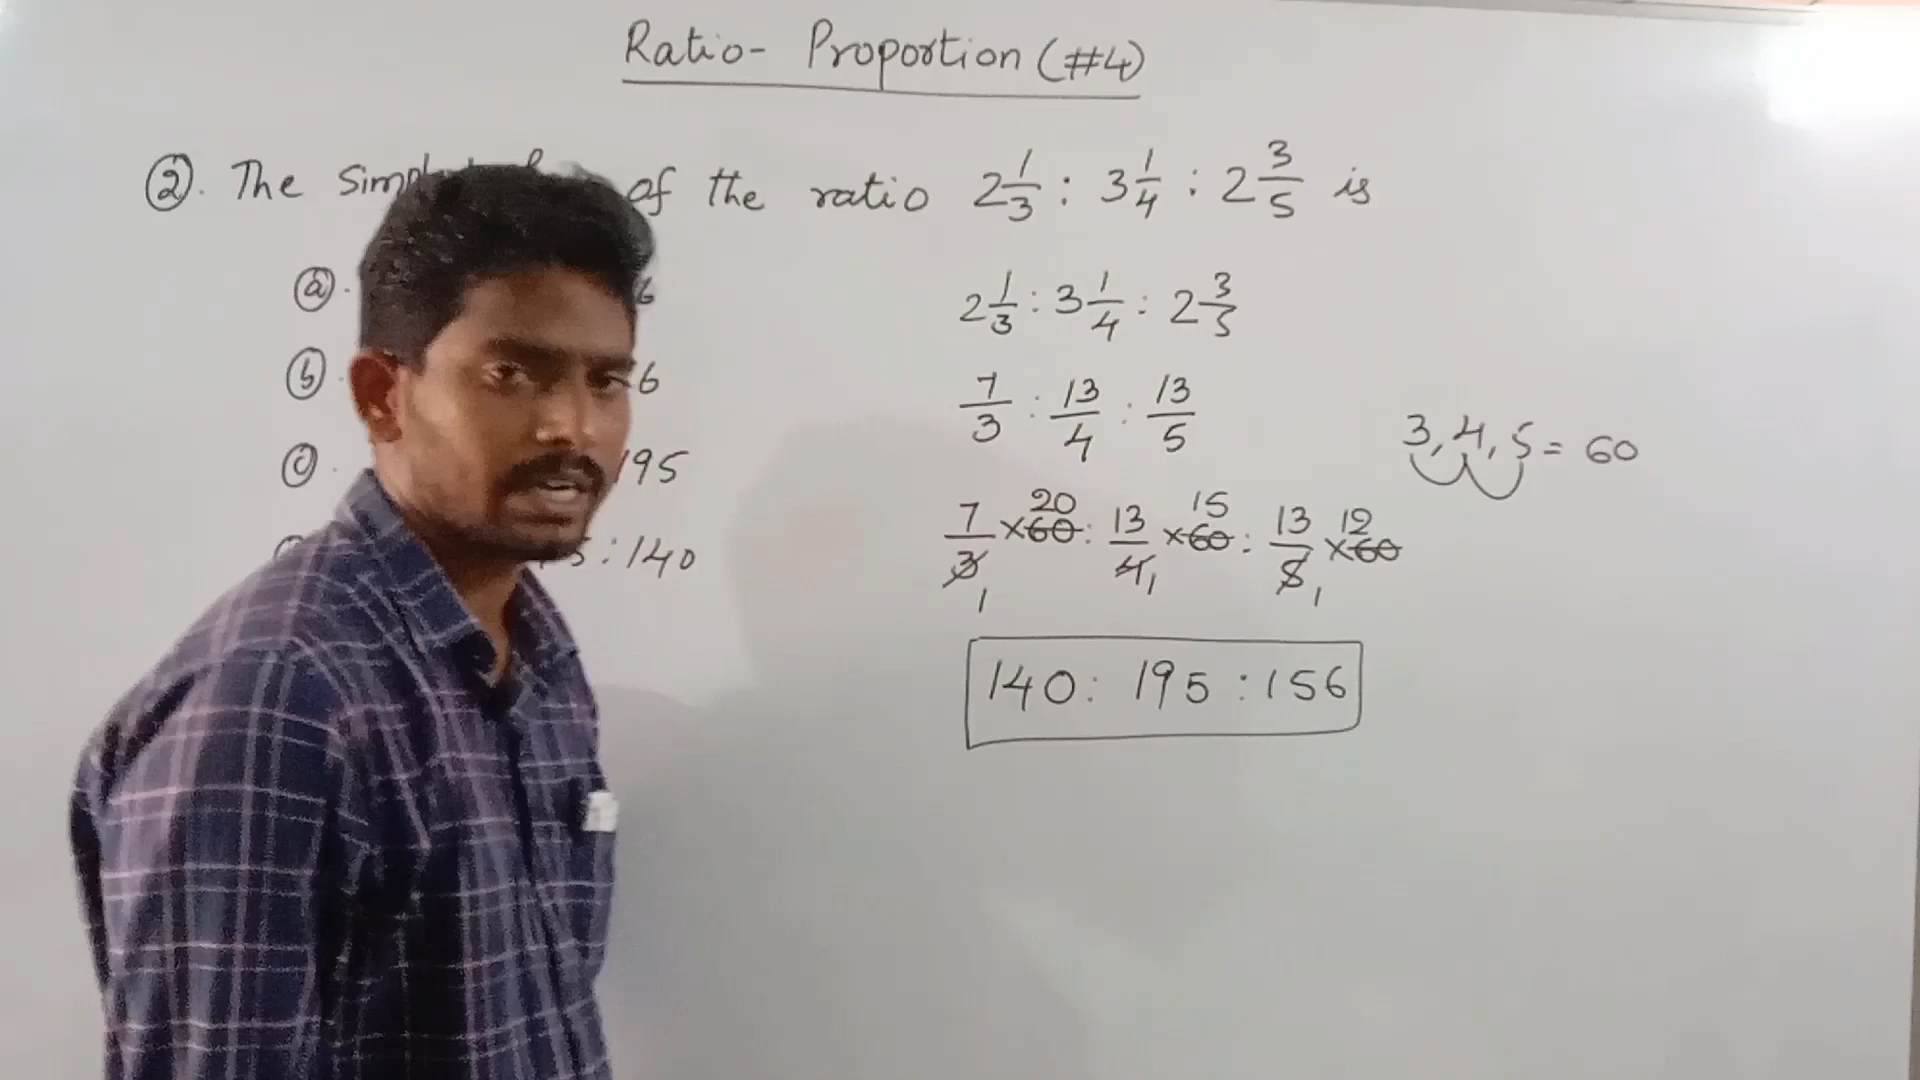 Ratio- Proportion (#4)
②. The of the ratio 2 1/3 : 3 1/4 : 2 3/5 is
ⓐ. 6
ⓑ. 6
ⓒ. 195
5 : 140
2 1/3 : 3 1/4 : 2 3/5
7/3 : 13/4 : 13/5
3, 4, 5 = 60
20 15 12
7/3 ×60 : 13/4 ×60 : 13/5 ×60
1 1 1
140 : 195 : 156